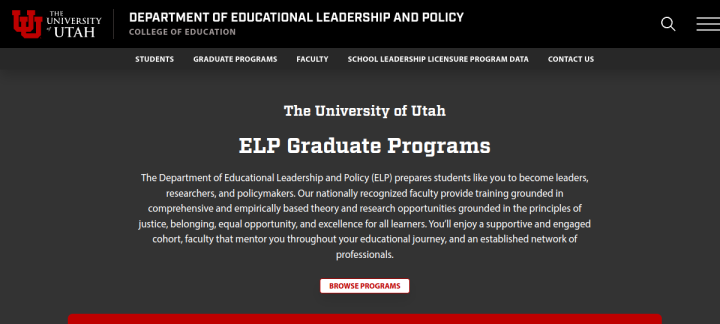 THE
UNIVERSITY
of UTAH
DEPARTMENT OF EDUCATIONAL LEADERSHIP AND POLICY
COLLEGE OF EDUCATION
STUDENTS GRADUATE PROGRAMS FACULTY SCHOOL LEADERSHIP LICENSURE PROGRAM DATA CONTACT US
The University of Utah
ELP Graduate Programs
The Department of Educational Leadership and Policy (ELP) prepares students like you to become leaders,
researchers, and policymakers. Our nationally recognized faculty provide training grounded in
comprehensive and empirically based theory and research opportunities grounded in the principles of
justice, belonging, equal opportunity, and excellence for all learners. You'll enjoy a supportive and engaged
cohort, faculty that mentor you throughout your educational journey, and an established network of
professionals.
BROWSE PROGRAMS